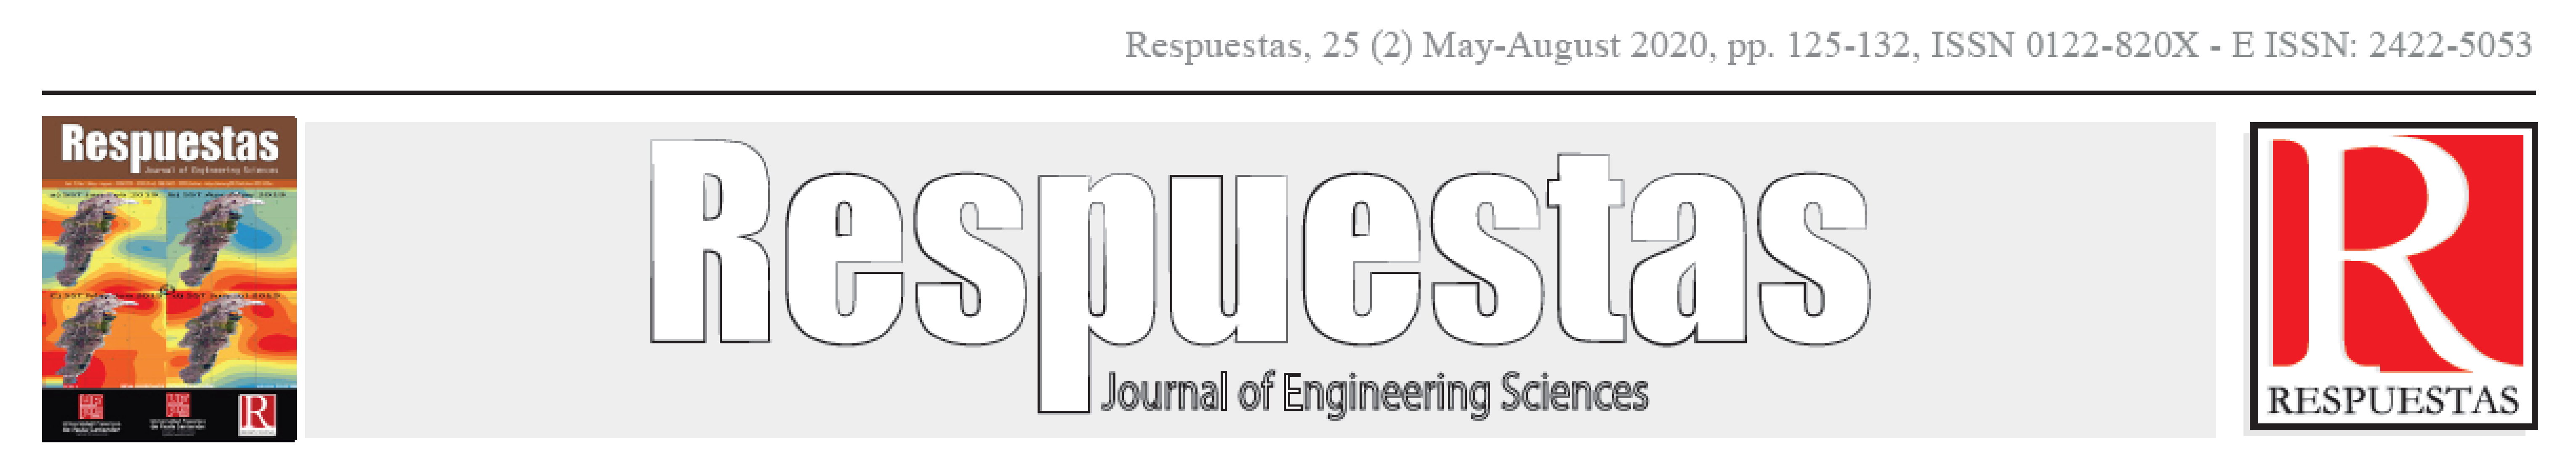 Respuestas, 25 (2) May-August 2020, pp. 125-132, ISSN 0122-820X - E ISSN: 2422-5053
Respuestas
Journal of Engineering Sciences
Respuestas
Journal of Engineering Sciences
R
RESPUESTAS